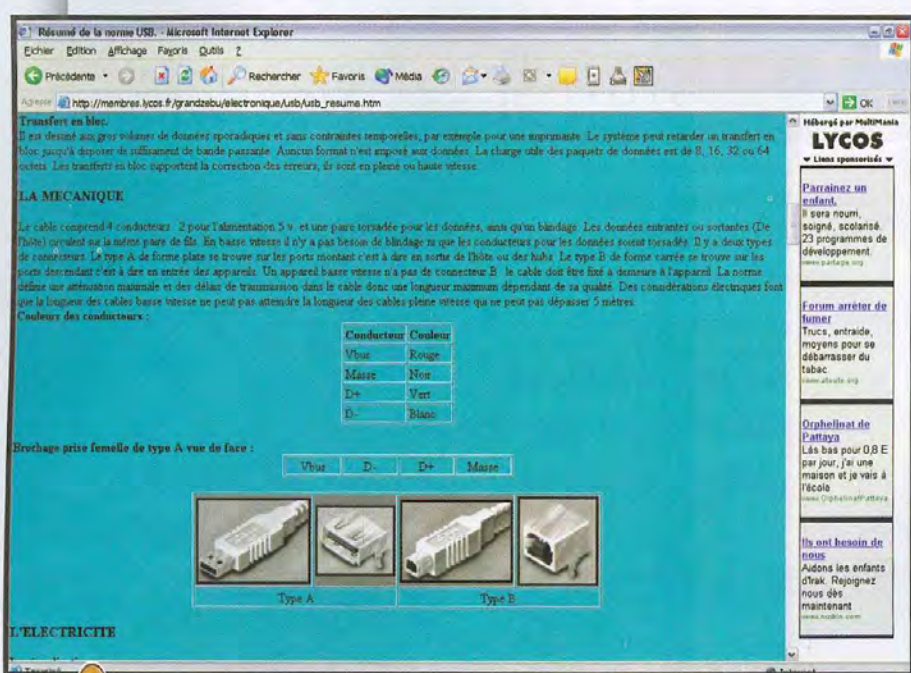 Résumé de la norme USB. - Microsoft Internet Explorer
Fichier Edition Affichage Favoris Outils ?
Précédente Rechercher Favoris Média
Adresse http://membres.lycos.fr/grandzebu/electronique/usb/usb_resume.htm OK
Transfert en bloc.
Il est destiné aux gros volumes de données sporadiques et sans contraintes temporelles, par exemple pour une imprimante. Le système peut retarder un transfert en
bloc jusqu'à disposer de suffisament de bande passante. Auncun format n'est imposé aux données. La charge utile des paquets de données est de 8, 16, 32 ou 64
octets. Les tranferts en bloc supportent la correction des erreurs, ils sont en pleine ou haute vitesse.
LA MECANIQUE
Le cable comprend 4 conducteurs : 2 pour l'alimentation 5 v. et une paire torsadée pour les données, ainsi qu'un blindage. Les données entrantes ou sortantes (De
l'hôte) circulent sur la même paire de fils. En basse vitesse il n'y a pas besoin de blindage ni que les conducteurs pour les données soient torsadés. Il y a deux types
de connecteurs. Le type A de forme plate se trouve sur les ports montant c'est à dire en sortie de l'hôte ou des hubs. Le type B de forme carrée se trouve sur les
ports descendant c'est à dire en entrée des appareils. Un appareil basse vitesse n'a pas de connecteur B : le cable doit être fixé à demeure à l'appareil. La norme
définie une atténuation maximale et des délais de transmission dans le cable donc une longueur maximum dépendant de sa qualité. Des considérations électriques font
que la longueur des cables basse vitesse ne peut pas atteindre la longueur des cables pleine vitesse qui ne peut pas dépasser 5 mètres.
Couleurs des conducteurs :
Conducteur Couleur
Vbus Rouge
Masse Noir
D+ Vert
D- Blanc
Brochage prise femelle de type A vue de face :
Vbus D- D+ Masse
Type A Type B
L'ELECTRICITE
Hébergé par MultiMania
LYCOS
Liens sponsorisés
Parrainez un
enfant.
Il sera nourri,
soigné, scolarisé.
23 programmes de
développement.
www.partage.org
Forum arrêter de
fumer
Trucs, entraide,
moyens pour se
débarrasser du
tabac.
Orphelinat de
Pattaya
Lás bas pour 0,8 E
par jour, j'ai une
maison et je vais à
l'école
www.OrphelinatPattaya
Ils ont besoin de
nous
Aidons les enfants
d'Irak. Rejoignez
nous dès
maintenant
Terminé Internet